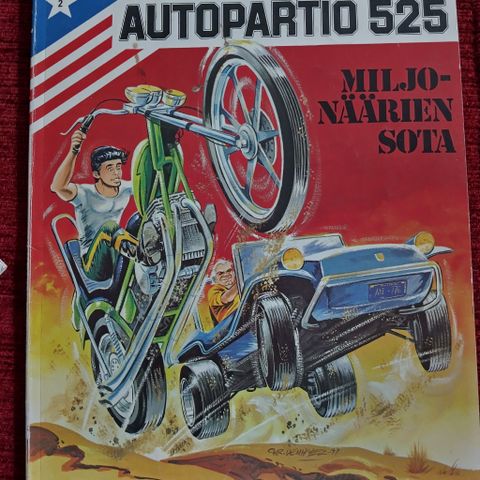 2
AUTOPARTIO 525
MILJO-
NÄÄRIEN
SOTA